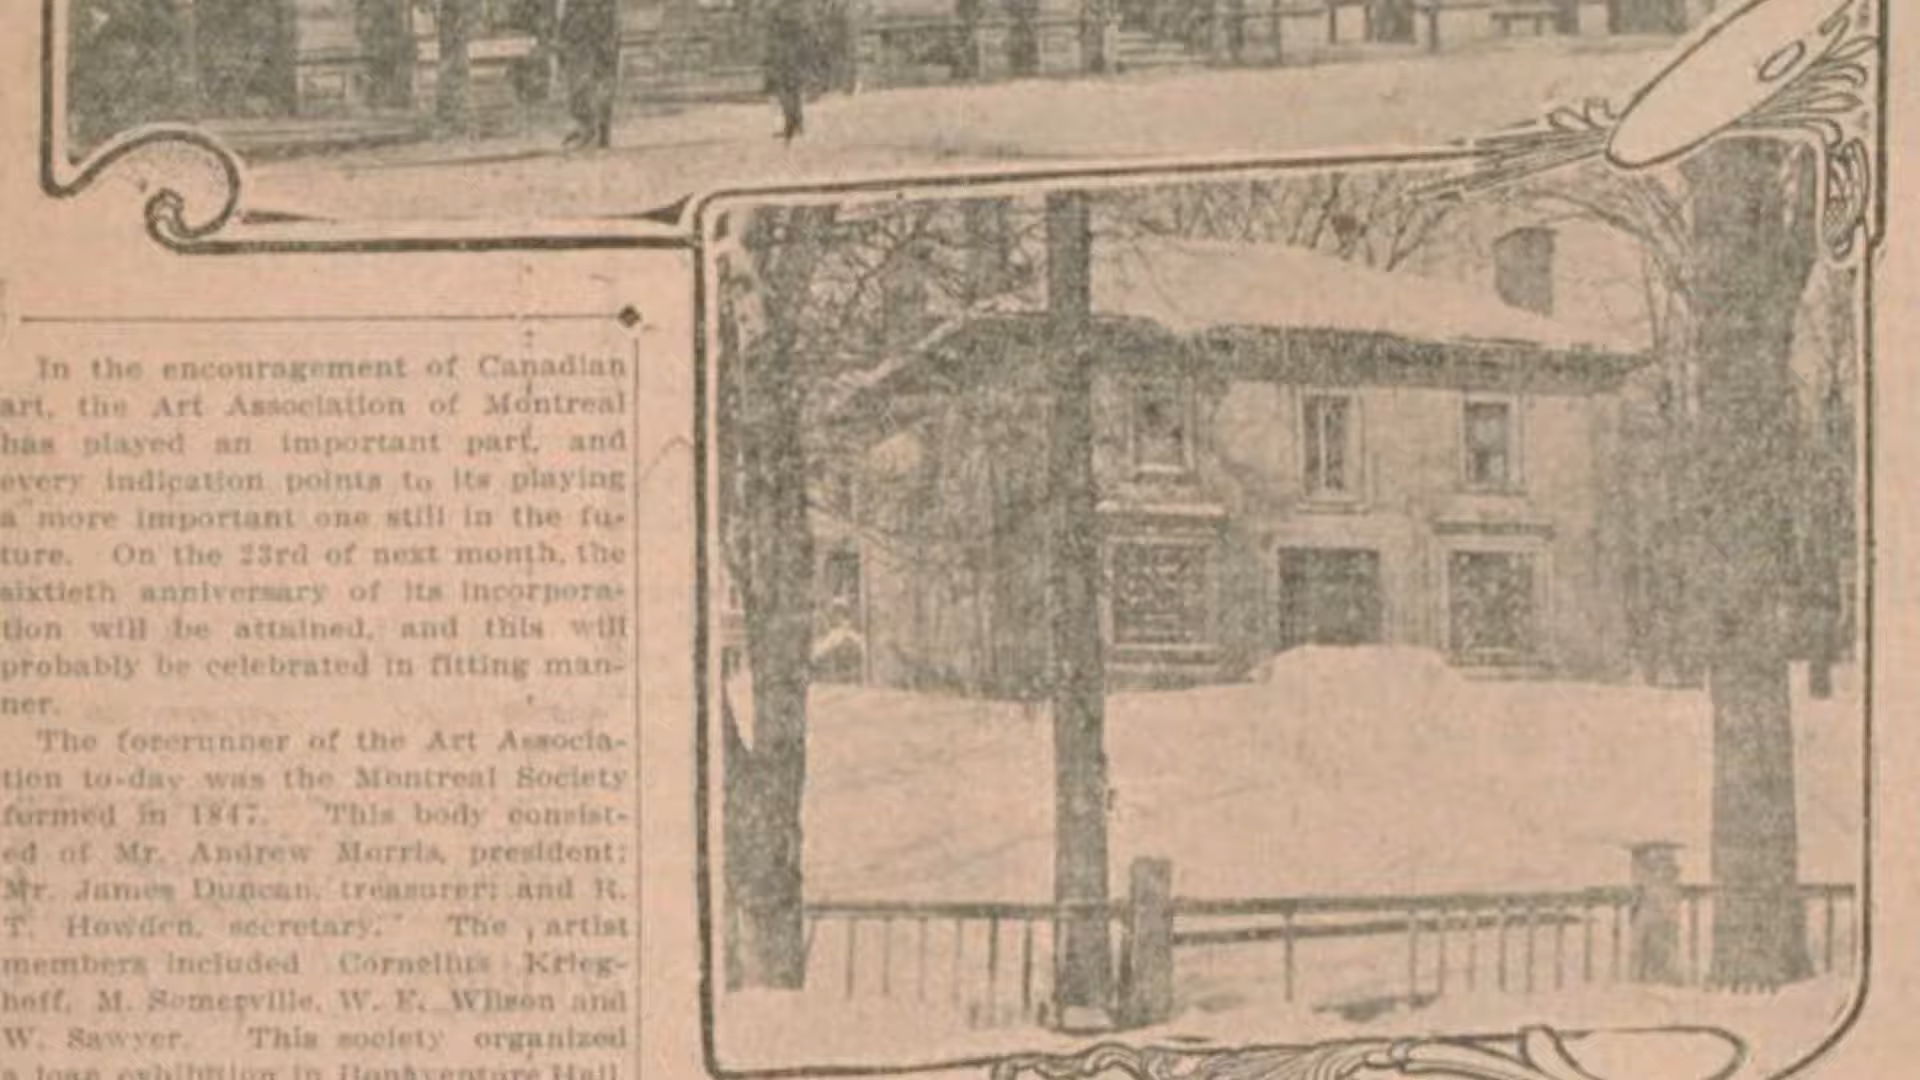 In the encouragement of Canadian
art, the Art Association of Montreal
has played an important part, and
every indication points to its playing
a more important one still in the fu-
ture. On the 23rd of next month, the
sixtieth anniversary of its incorpora-
tion will be attained, and this will
probably be celebrated in fitting man-
ner.
The forerunner of the Art Associa-
tion to-day was the Montreal Society
formed in 1847. "This body consist-
ed of Mr. Andrew Morris, president;
Mr. James Duncan, treasurer; and R.
T. Howden, secretary." The artist
members included Cornelius Krieg-
hoff, M. Somerville, W. F. Wilson and
W. Sawyer. This society organized
a loan exhibition in Bonaventure Hall,